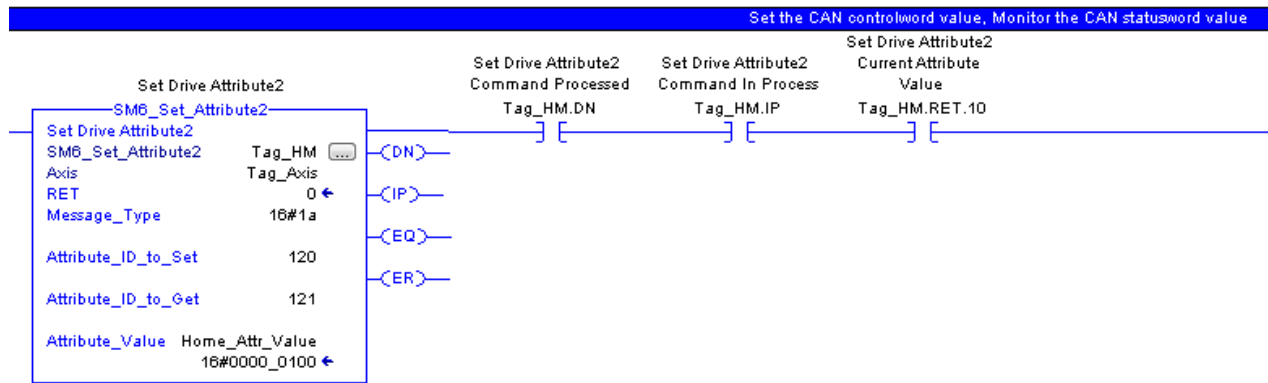 Set the CAN controlword value, Monitor the CAN statusword value
Set Drive Attribute2
SM6_Set_Attribute2
Set Drive Attribute2
SM6_Set_Attribute2 Tag_HM ...
Axis Tag_Axis
RET 0
Message_Type 16#1a
Attribute_ID_to_Set 120
Attribute_ID_to_Get 121
Attribute_Value Home_Attr_Value
16#0000_0100
DN
IP
EQ
ER
Set Drive Attribute2
Command Processed
Tag_HM.DN
Set Drive Attribute2
Command In Process
Tag_HM.IP
Set Drive Attribute2
Current Attribute
Value
Tag_HM.RET.10